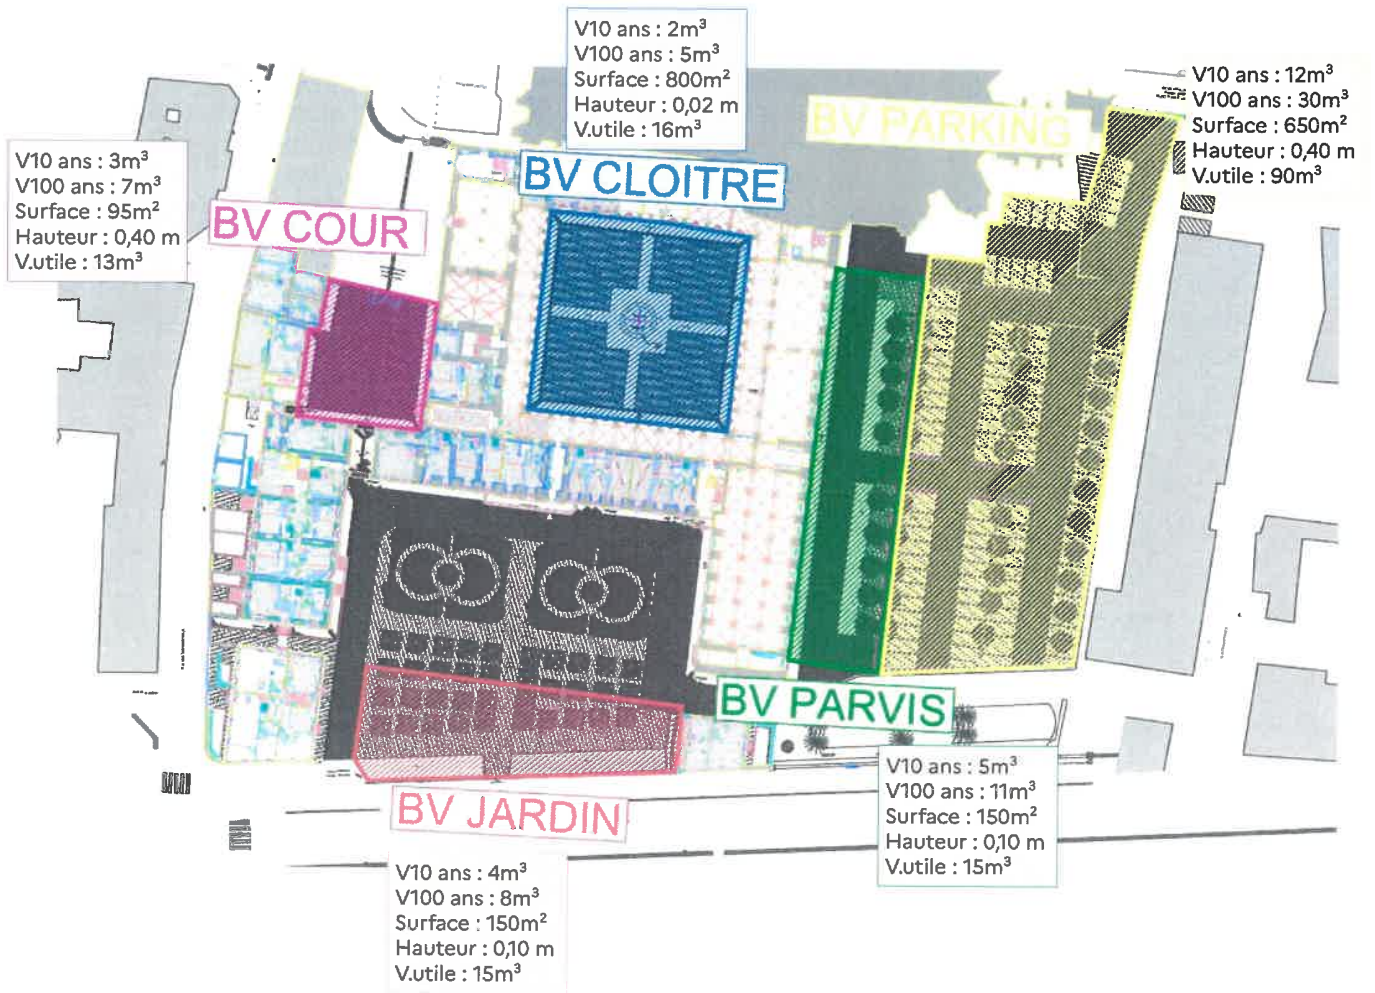 V10 ans : 2m³
V100 ans : 5m³
Surface : 800m²
Hauteur : 0,02 m
V.utile : 16m³
BV CLOITRE
BV PARKING
V10 ans : 12m³
V100 ans : 30m³
Surface : 650m²
Hauteur : 0,40 m
V.utile : 90m³
V10 ans : 3m³
V100 ans : 7m³
Surface : 95m²
Hauteur : 0,40 m
V.utile : 13m³
BV COUR
BV PARVIS
V10 ans : 5m³
V100 ans : 11m³
Surface : 150m²
Hauteur : 0,10 m
V.utile : 15m³
BV JARDIN
V10 ans : 4m³
V100 ans : 8m³
Surface : 150m²
Hauteur : 0,10 m
V.utile : 15m³